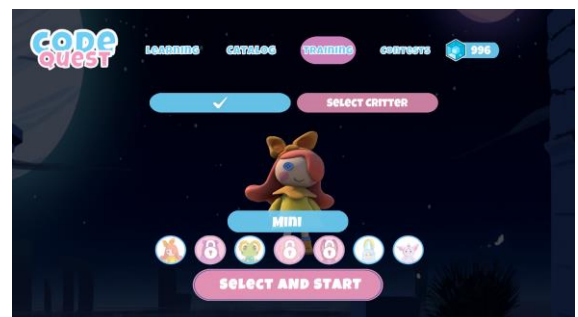 CODE
QUEST
LEARNING
CATALOG
TRAINING
CONTESTS
996
SELECT CRITTER
MINI
SELECT AND START